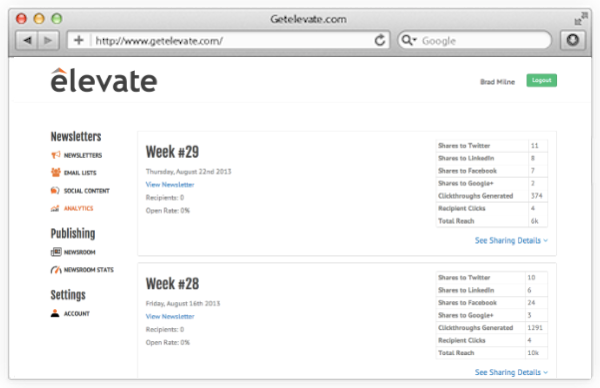 Getelevate.com
http://www.getelevate.com/
Google
êlevate
Brad Milne
Logout
Newsletters
NEWSLETTERS
EMAIL LISTS
SOCIAL CONTENT
ANALYTICS
Publishing
NEWSROOM
NEWSROOM STATS
Settings
ACCOUNT
Week #29
Thursday, August 22nd 2013
View Newsletter
Recipients: 0
Open Rate: 0%
Shares to Twitter 11
Shares to LinkedIn 8
Shares to Facebook 7
Shares to Google+ 2
Clickthroughs Generated 374
Recipient Clicks 4
Total Reach 6k
See Sharing Details
Week #28
Friday, August 16th 2013
View Newsletter
Recipients: 0
Open Rate: 0%
Shares to Twitter 10
Shares to LinkedIn 6
Shares to Facebook 24
Shares to Google+ 3
Clickthroughs Generated 1291
Recipient Clicks 4
Total Reach 10k
See Sharing Details